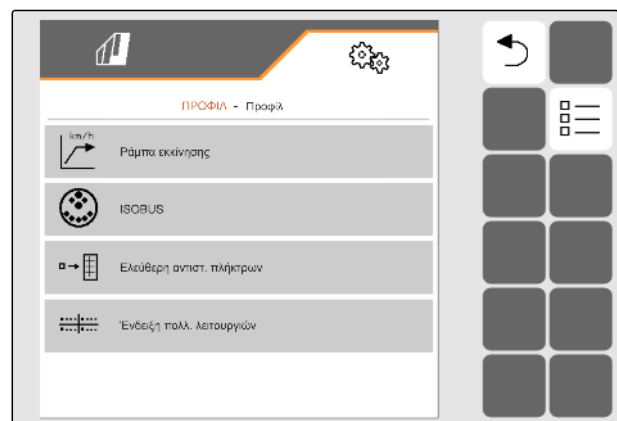 ΠΡΟΦΙΛ - Προφίλ
km/h
Ράμπα εκκίνησης
ISOBUS
Ελεύθερη αντιστ. πλήκτρων
Ένδειξη πολλ. λειτουργιών